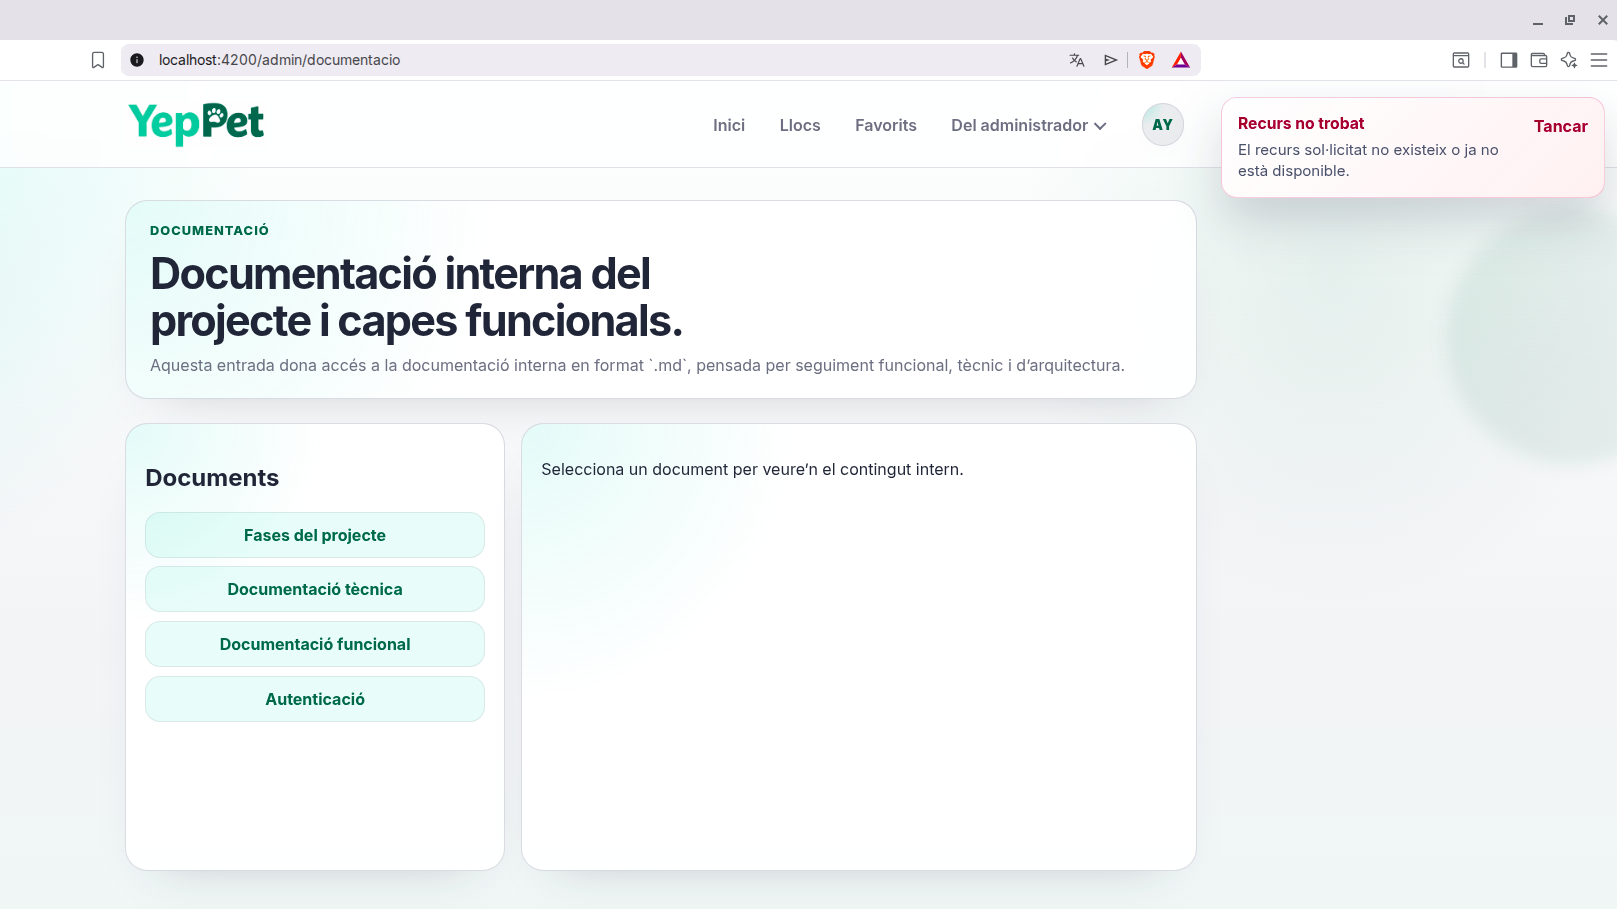 localhost:4200/admin/documentacio
YepPet
Inici
Llocs
Favorits
Del administrador
AY
Recurs no trobat
Tancar
El recurs sol·licitat no existeix o ja no
està disponible.
DOCUMENTACIÓ
Documentació interna del
projecte i capes funcionals.
Aquesta entrada dona accés a la documentació interna en format `.md`, pensada per seguiment funcional, tècnic i d’arquitectura.
Documents
Fases del projecte
Documentació tècnica
Documentació funcional
Autenticació
Selecciona un document per veure’n el contingut intern.